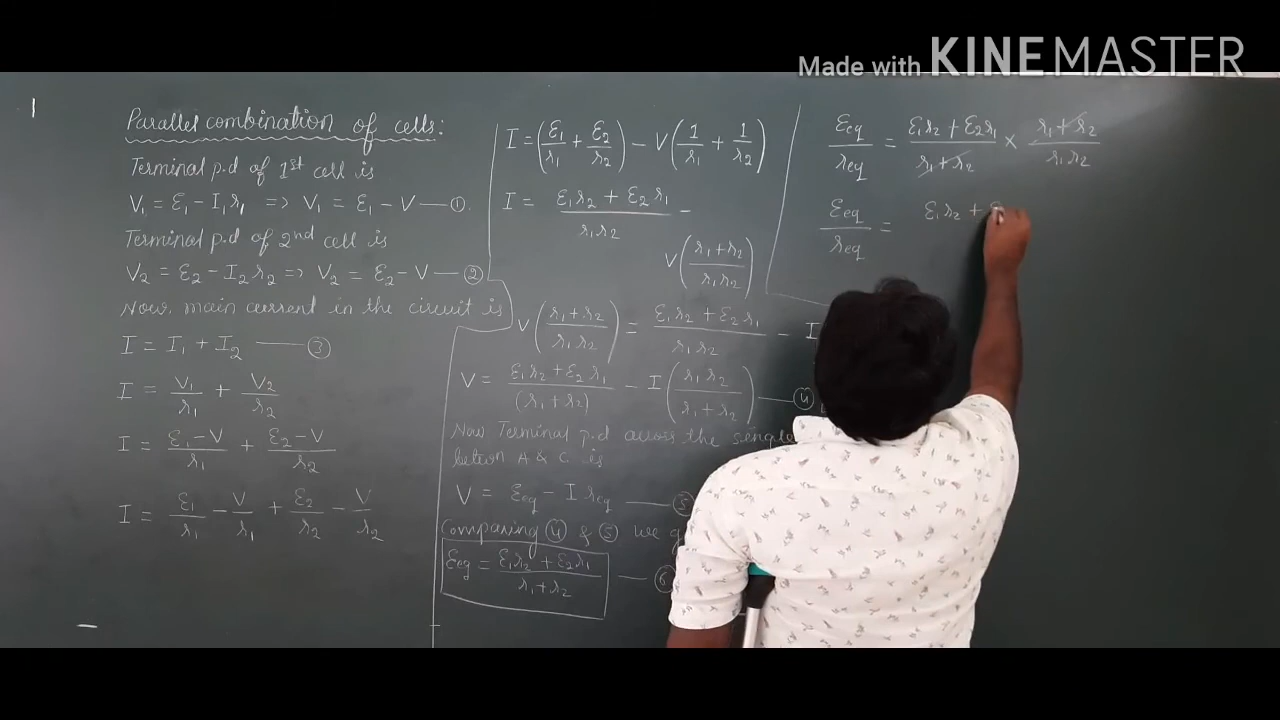 Made with KINEMASTER
Parallel combination of cells:
Terminal p.d of 1st cell is
V₁ = ε₁ - I₁r₁ => V₁ = ε₁ - V — ①
Terminal p.d of 2nd cell is
V₂ = ε₂ - I₂r₂ => V₂ = ε₂ - V — ②
Now, main current in the circuit is
I = I₁ + I₂ — ③
I = V₁/r₁ + V₂/r₂
I = (ε₁-V)/r₁ + (ε₂-V)/r₂
I = ε₁/r₁ - V/r₁ + ε₂/r₂ - V/r₂
I = (ε₁/r₁ + ε₂/r₂) - V(1/r₁ + 1/r₂)
I = (ε₁r₂ + ε₂r₁)/r₁r₂ -
V((r₁+r₂)/r₁r₂)
V((r₁+r₂)/r₁r₂) = (ε₁r₂ + ε₂r₁)/r₁r₂ - I
V = (ε₁r₂ + ε₂r₁)/(r₁+r₂) - I(r₁r₂/(r₁+r₂)) — ④
Now Terminal p.d across the single
betwn A & C is
V = εeq - I req — ⑤
Comparing ④ & ⑤ we g
εeq = (ε₁r₂ + ε₂r₁)/(r₁+r₂) — ⑥
εeq/req = (ε₁r₂ + ε₂r₁)/(r₁+r₂) × (r₁+r₂)/r₁r₂
εeq/req = ε₁r₂ +